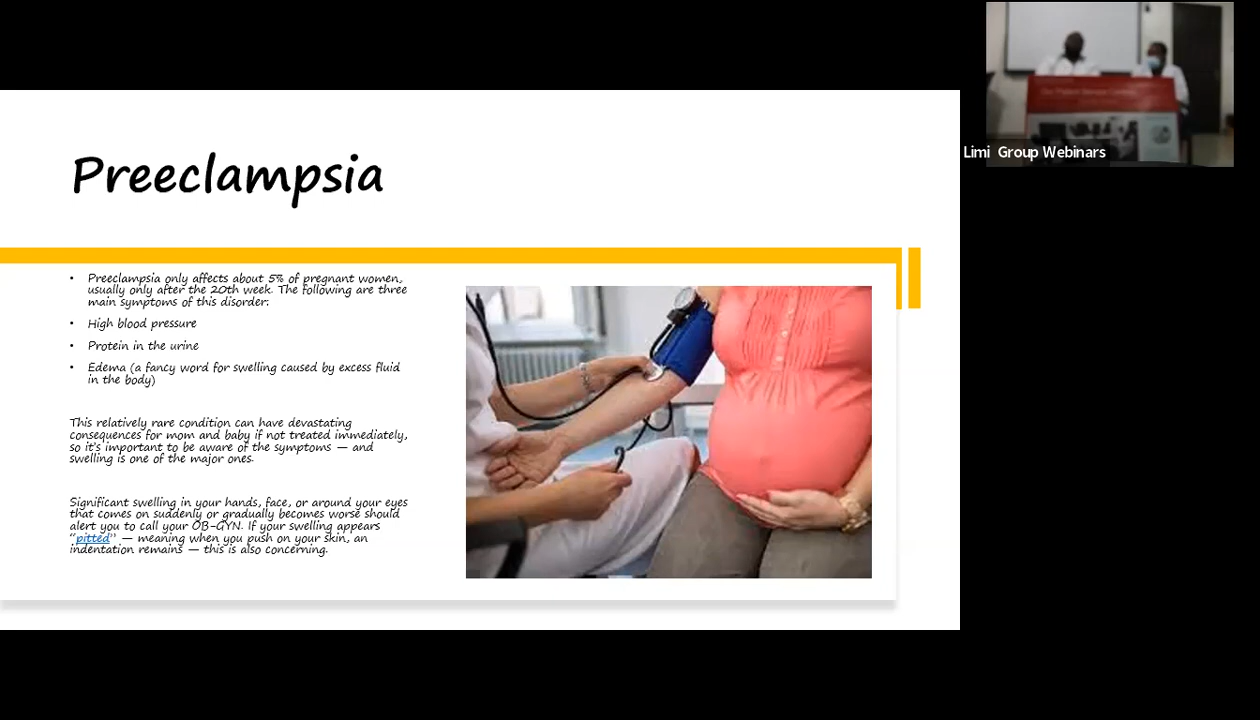 Preeclampsia
• Preeclampsia only affects about 5% of pregnant women,
usually only after the 20th week. The following are three
main symptoms of this disorder:
• High blood pressure
• Protein in the urine
• Edema (a fancy word for swelling caused by excess fluid
in the body)
This relatively rare condition can have devastating
consequences for mom and baby if not treated immediately,
so it's important to be aware of the symptoms — and
swelling is one of the major ones.
Significant swelling in your hands, face, or around your eyes
that comes on suddenly or gradually becomes worse should
alert you to call your OB-GYN. If your swelling appears
“pitted” — meaning when you push on your skin, an
indentation remains — this is also concerning.
Limi Group Webinars